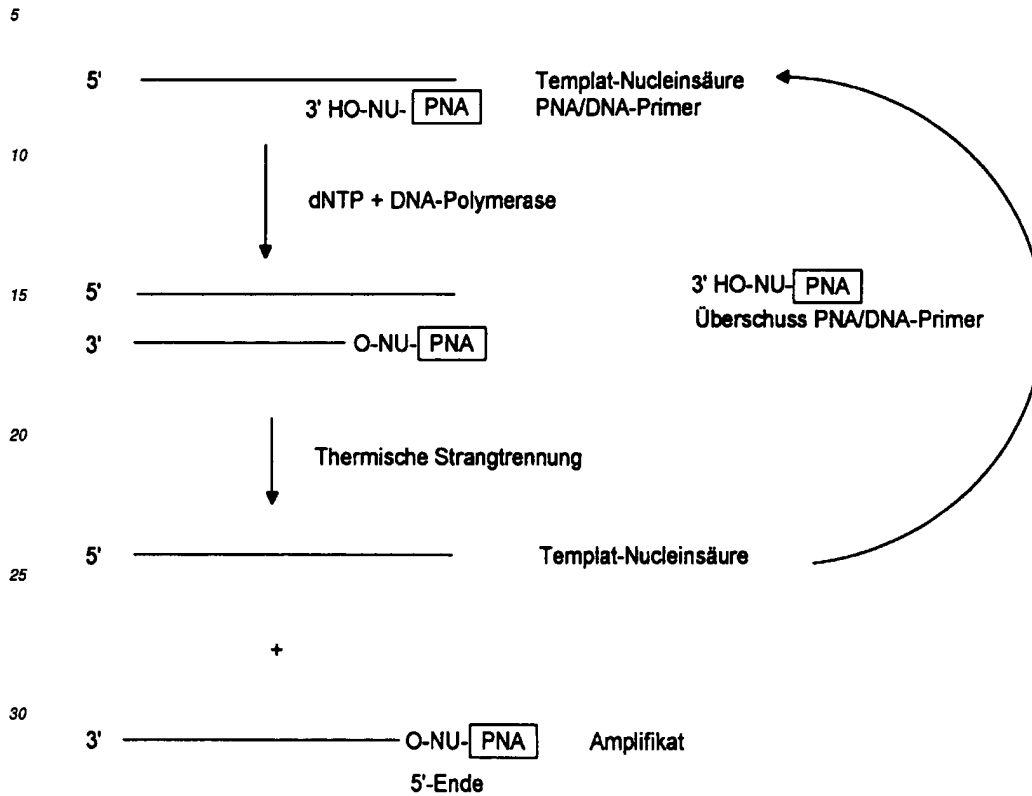 5
5' Templat-Nucleinsäure
3' HO-NU- PNA PNA/DNA-Primer
10
dNTP + DNA-Polymerase
15 5' 3' HO-NU- PNA
Überschuss PNA/DNA-Primer
3' O-NU- PNA
20
Thermische Strangtrennung
5' Templat-Nucleinsäure
25
+
30
3' O-NU- PNA Amplifikat
5'-Ende